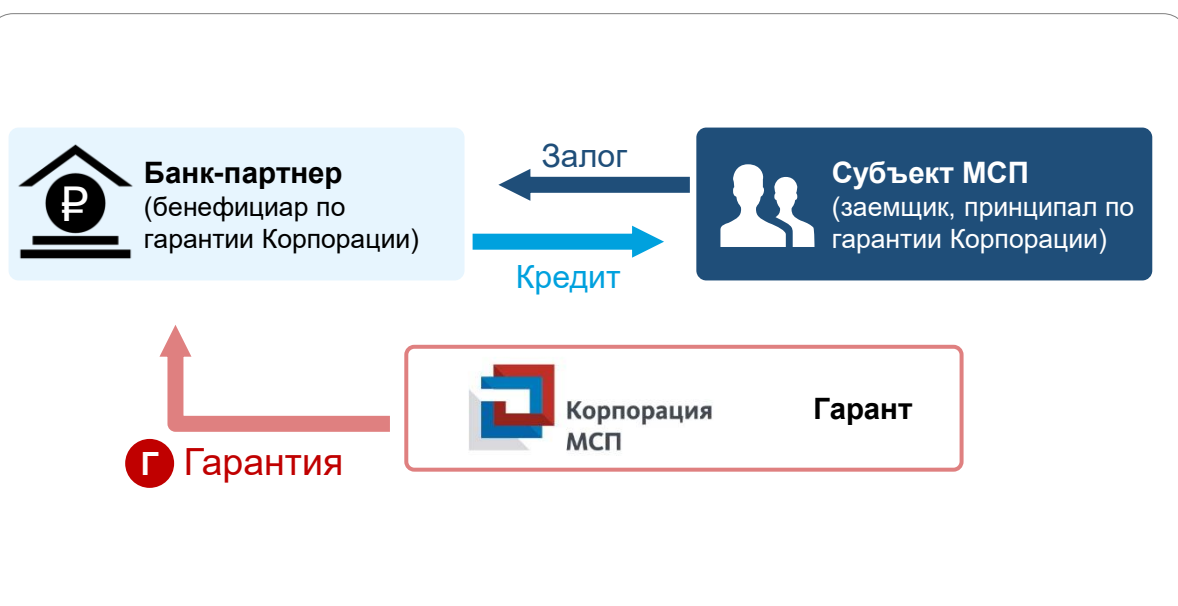 Банк-партнер
(бенефициар по
гарантии Корпорации)
Залог
Кредит
Субъект МСП
(заемщик, принципал по
гарантии Корпорации)
Корпорация
МСП
Гарант
Г Гарантия